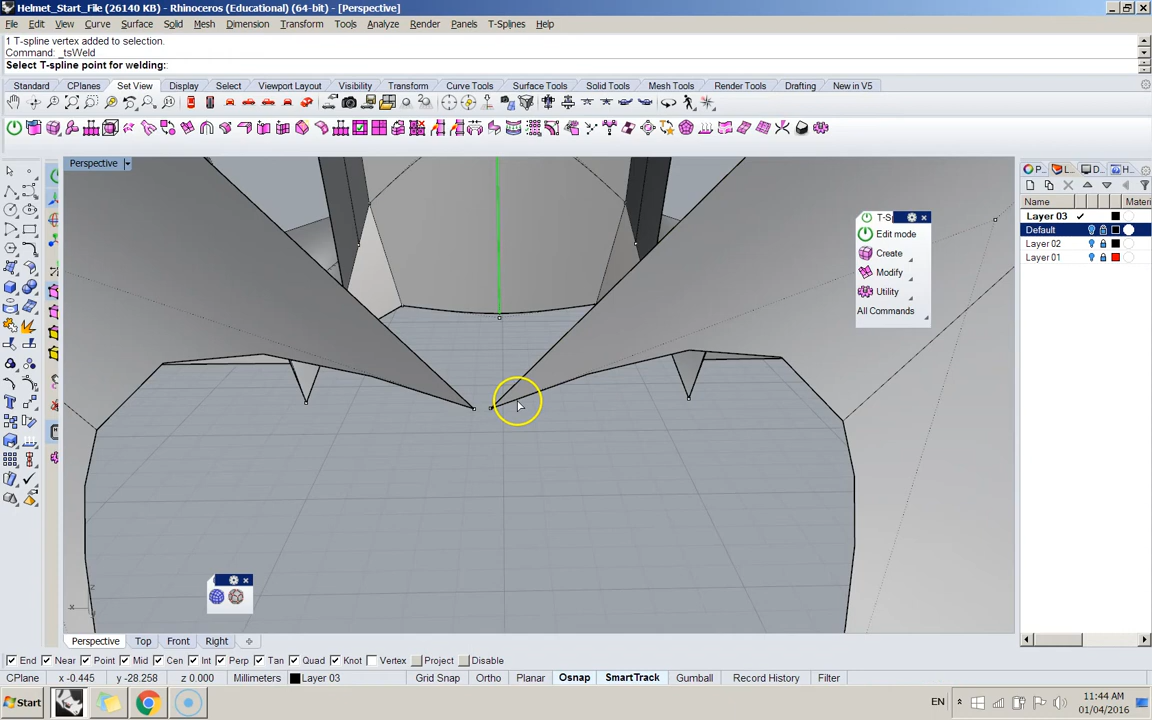 Helmet_Start_File (26140 KB) - Rhinoceros (Educational) (64-bit) - [Perspective]
File Edit View Curve Surface Solid Mesh Dimension Transform Tools Analyze Render Panels T-Splines Help
1 T-spline vertex added to selection.
Command: _tsWeld
Select T-spline point for welding:
Standard CPlanes Set View Display Select Viewport Layout Visibility Transform Curve Tools Surface Tools Solid Tools Mesh Tools Render Tools Drafting New in V5
Perspective
P... L... D... H...
Name Materi
Layer 03
Default
Layer 02
Layer 01
T-S
Edit mode
Create
Modify
Utility
All Commands
z
x
Perspective Top Front Right
End Near Point Mid Cen Int Perp Tan Quad Knot Vertex Project Disable
CPlane x -0.445 y -28.258 z 0.000 Millimeters Layer 03 Grid Snap Ortho Planar Osnap SmartTrack Gumball Record History Filter
Start EN 11:44 AM
01/04/2016